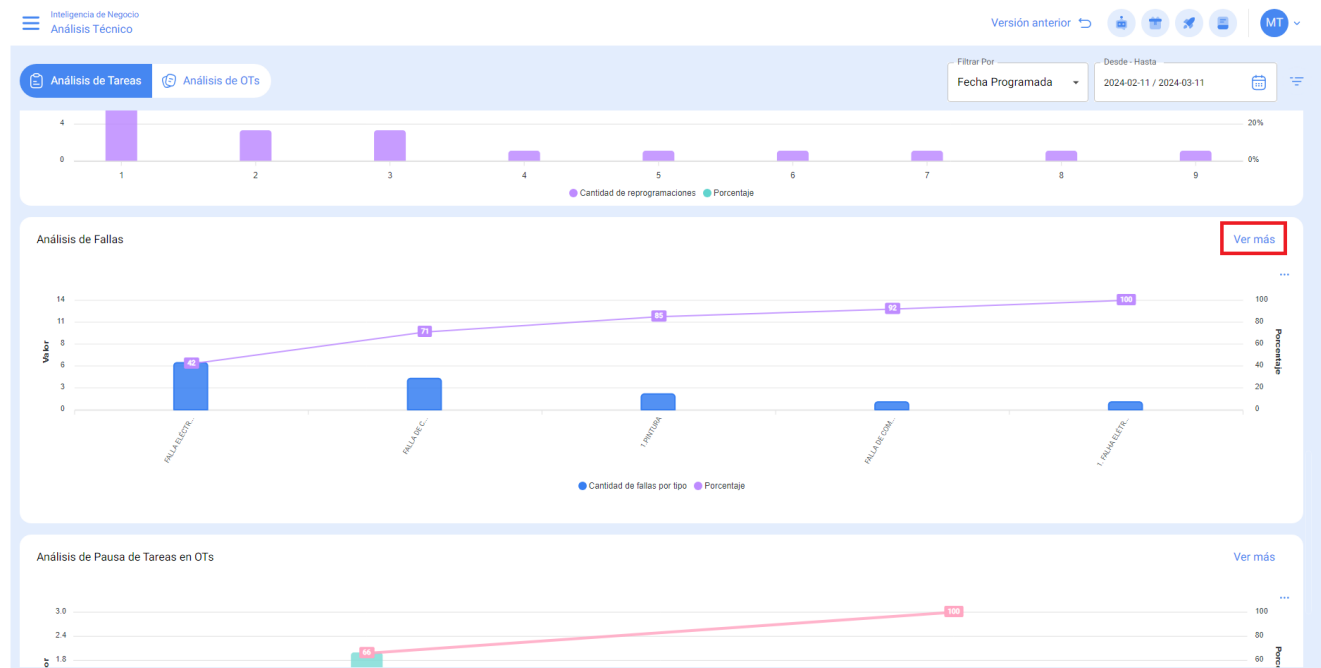 Inteligencia de Negocio
Análisis Técnico
Versión anterior
MT
Análisis de Tareas
Análisis de OTs
Filtrar Por
Fecha Programada
Desde - Hasta
2024-02-11 / 2024-03-11
4
20%
0
0%
1 2 3 4 5 6 7 8 9
Cantidad de reprogramaciones Porcentaje
Análisis de Fallas
Ver más
14
11
8
6
3
0
Valor
100
80
60
40
20
0
Porcentaje
42
71
85
92
100
FALLA ELÉCTR...
FALLA DE C...
1.PINTURA
FALLA DE COM...
1. FALHA ELÉTR...
Cantidad de fallas por tipo Porcentaje
Análisis de Pausa de Tareas en OTs
Ver más
3.0
2.4
1.8
100
80
60
66
100